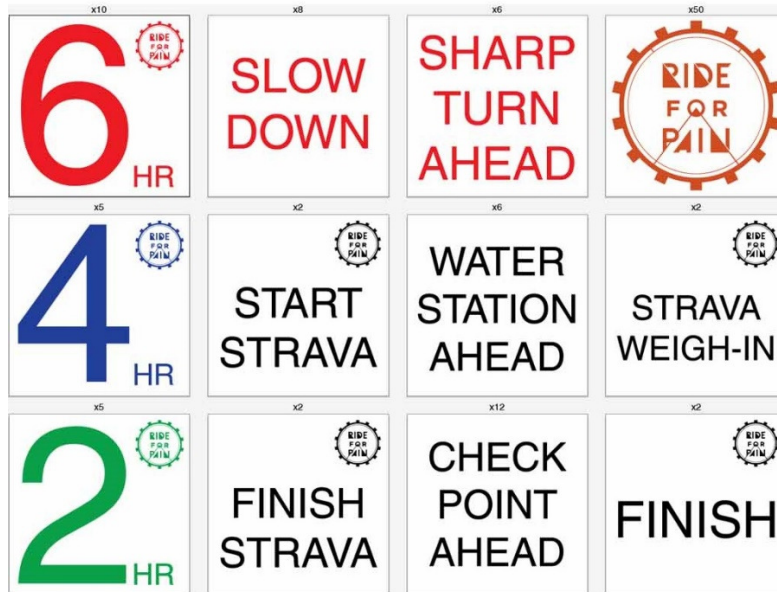 x10
6
HR
RIDE
FOR
PAIN
x8
SLOW
DOWN
x6
SHARP
TURN
AHEAD
x50
RIDE
FOR
PAIN
x5
4
HR
RIDE
FOR
PAIN
x2
RIDE
FOR
PAIN
START
STRAVA
x6
WATER
STATION
AHEAD
x2
RIDE
FOR
PAIN
STRAVA
WEIGH-IN
x5
2
HR
RIDE
FOR
PAIN
x2
RIDE
FOR
PAIN
FINISH
STRAVA
x12
CHECK
POINT
AHEAD
x2
RIDE
FOR
PAIN
FINISH